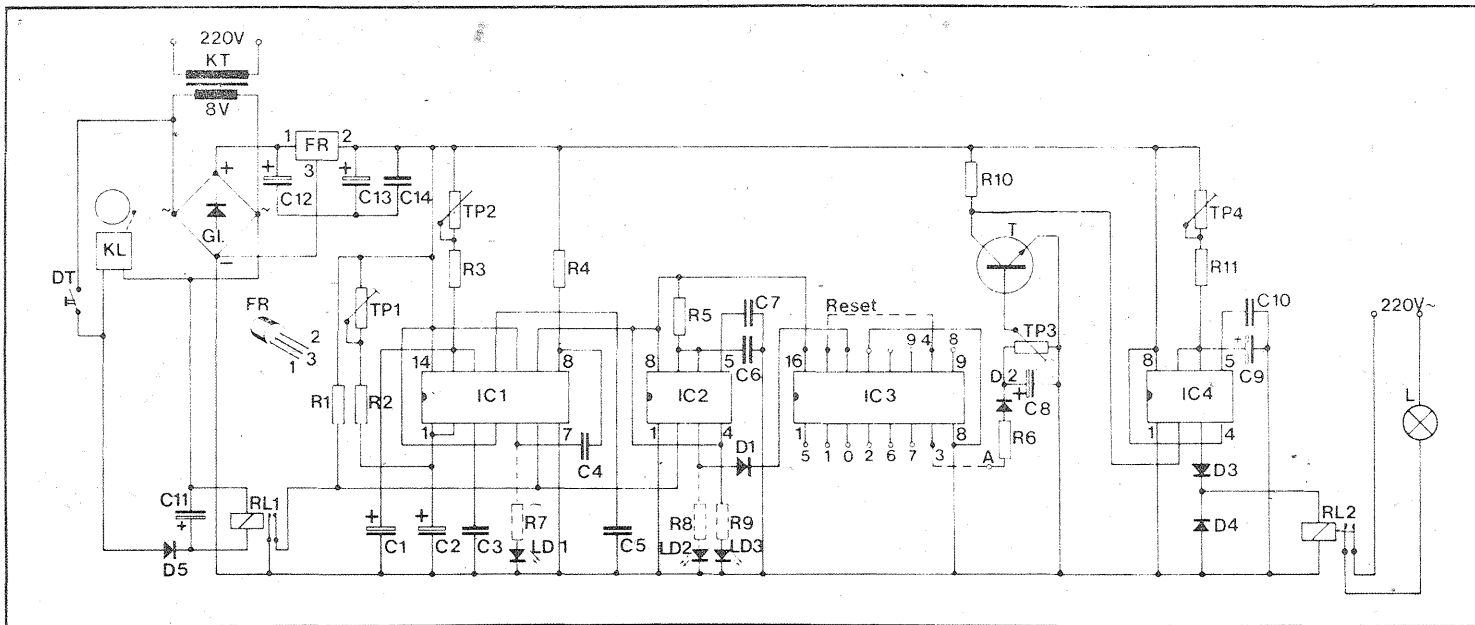 220V
KT
8V
1 FR 2
3
+
+
+
C12
C13
C14
TP2
R10
T
TP4
~ ~
GI.
−
KL
DT
FR
2
3
1
TP1
R3
R4
R11
C10
220V~
R5
C7
C6
Reset
9 4 8
TP3
14 8
8 5
16 9
D2
+
C8
8 5
+
C9
R1
R2
IC1
IC2
IC3
IC4
L
1 7
1 4
1 8
R6
1 4
C4
D1
5 1 0 2 6 7 3 A
D3
C11
+
RL1
+
C1
+
C2
C3
R7
LD1
C5
R8
R9
LD2
LD3
D4
RL2
D5